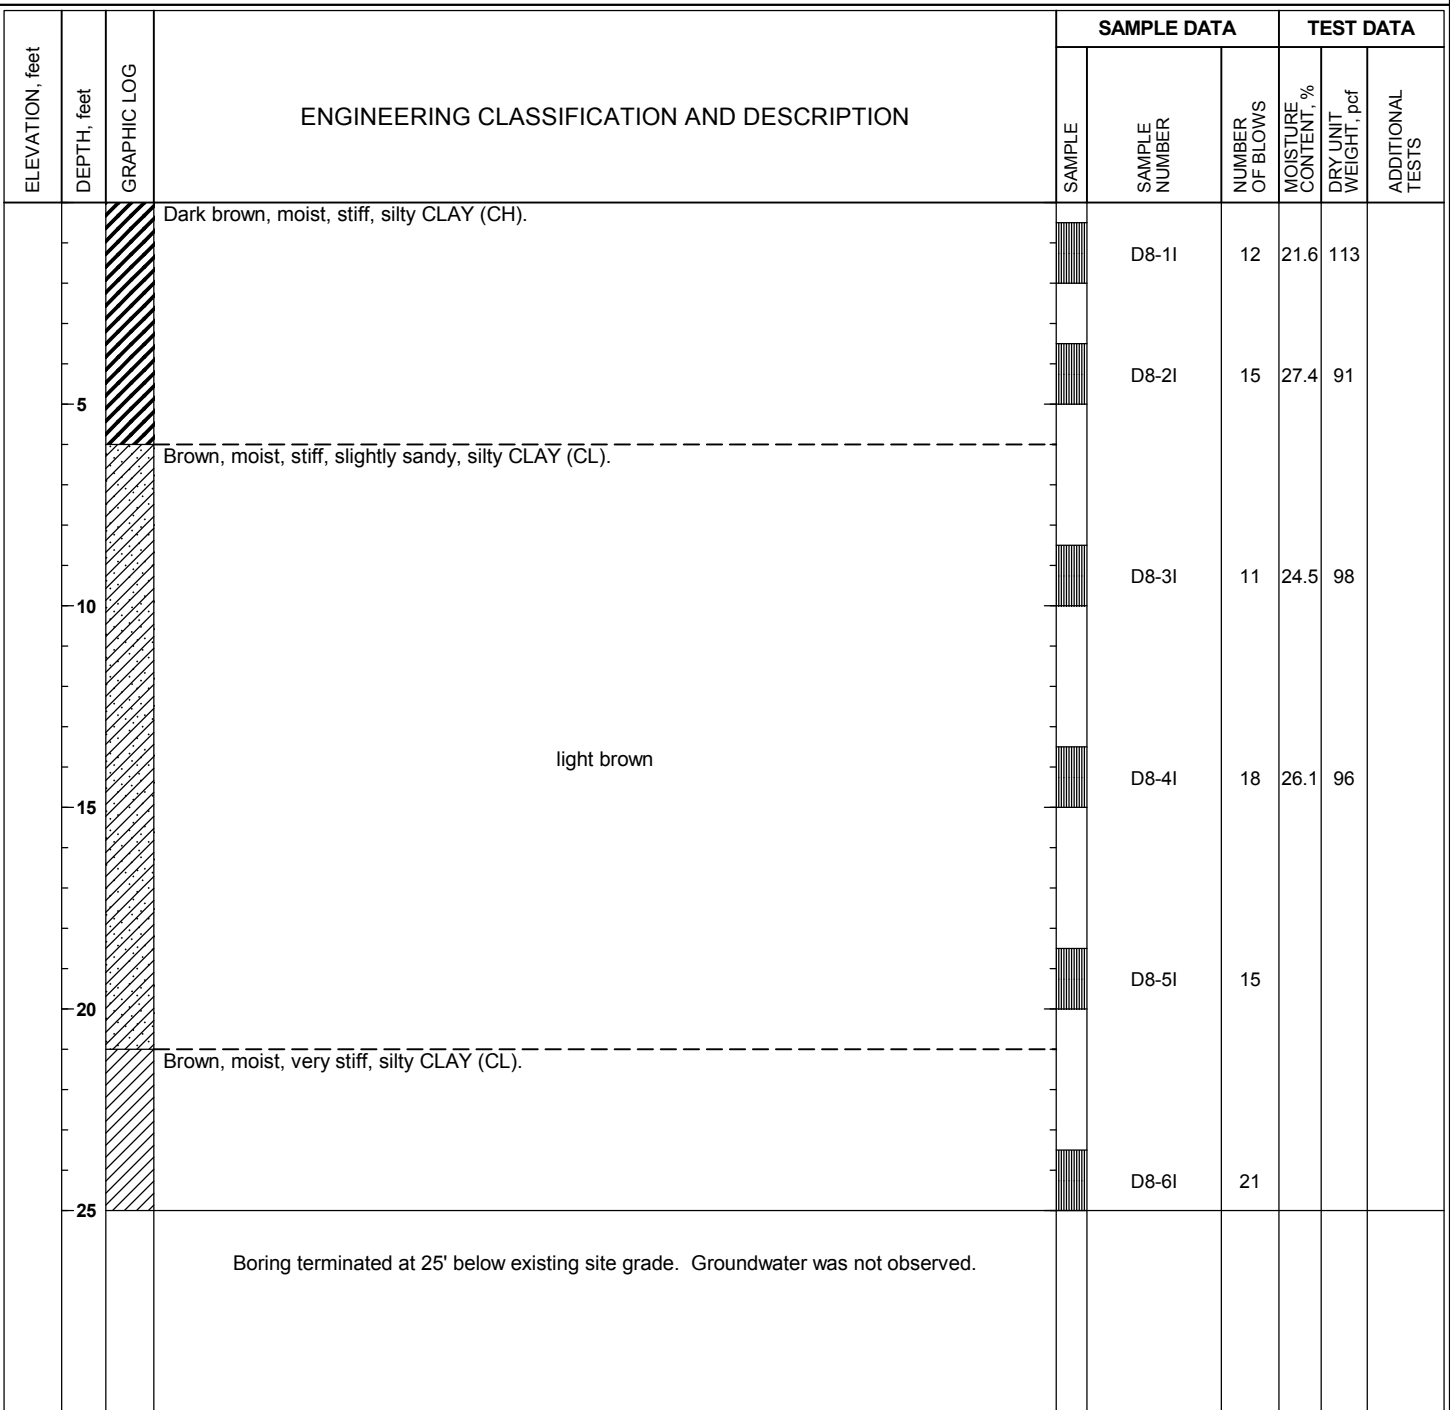 SAMPLE DATA
TEST DATA
ELEVATION, feet
DEPTH, feet
GRAPHIC LOG
ENGINEERING CLASSIFICATION AND DESCRIPTION
SAMPLE
SAMPLE
NUMBER
NUMBER
OF BLOWS
MOISTURE
CONTENT, %
DRY UNIT
WEIGHT, pcf
ADDITIONAL
TESTS
Dark brown, moist, stiff, silty CLAY (CH).
D8-1I 12 21.6 113
D8-2I 15 27.4 91
5
Brown, moist, stiff, slightly sandy, silty CLAY (CL).
D8-3I 11 24.5 98
10
light brown
D8-4I 18 26.1 96
15
D8-5I 15
20
Brown, moist, very stiff, silty CLAY (CL).
D8-6I 21
25
Boring terminated at 25' below existing site grade. Groundwater was not observed.